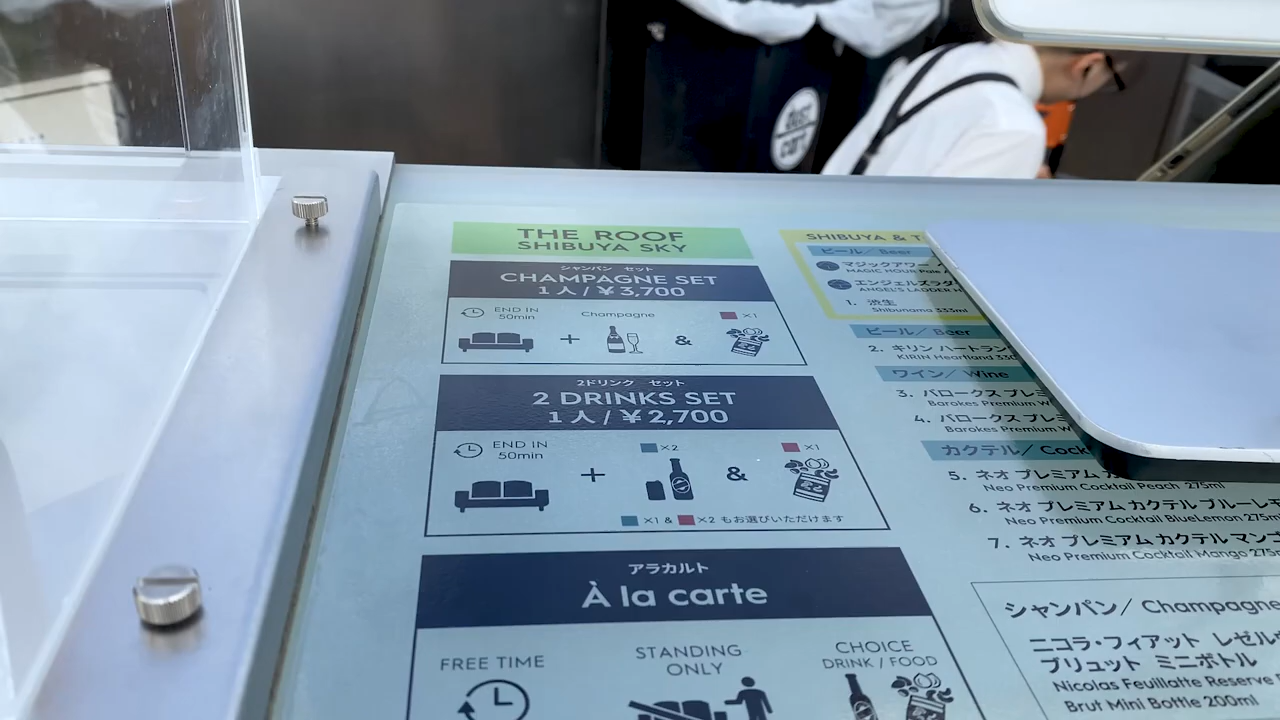 dust
cart
THE ROOF
SHIBUYA SKY
シャンパン セット
CHAMPAGNE SET
1人/¥3,700
END IN
50min
Champagne
×1
+
&
2ドリンク セット
2 DRINKS SET
1人/¥2,700
END IN
50min
×2
×1
+
&
×1 & ×2 もお選びいただけます
アラカルト
À la carte
FREE TIME
STANDING
ONLY
CHOICE
DRINK / FOOD
SHIBUYA & T
ビール/ Beer
マジックアワー
MAGIC HOUR Pale
エンジェルズラダ
ANGEL'S LADDER
1. 渋生
Shibunama 333ml
ビール/ Beer
2. キリン ハートラン
KIRIN Heartland 330
ワイン/ Wine
3. バロークス プレミ
Barokes Premium W
4. バロークス プレ
Barokes Premium W
カクテル/ Cock
5. ネオ プレミアム カ
Neo Premium Cocktail Peach 275ml
6. ネオ プレミアム カクテル ブルーレモ
Neo Premium Cocktail BlueLemon 275m
7. ネオ プレミアム カクテル マンゴ
Neo Premium Cocktail Mango 275m
シャンパン/ Champagne
ニコラ・フィアット レゼル
ブリュット ミニボトル
Nicolas Feuillatte Reserve
Brut Mini Bottle 200ml